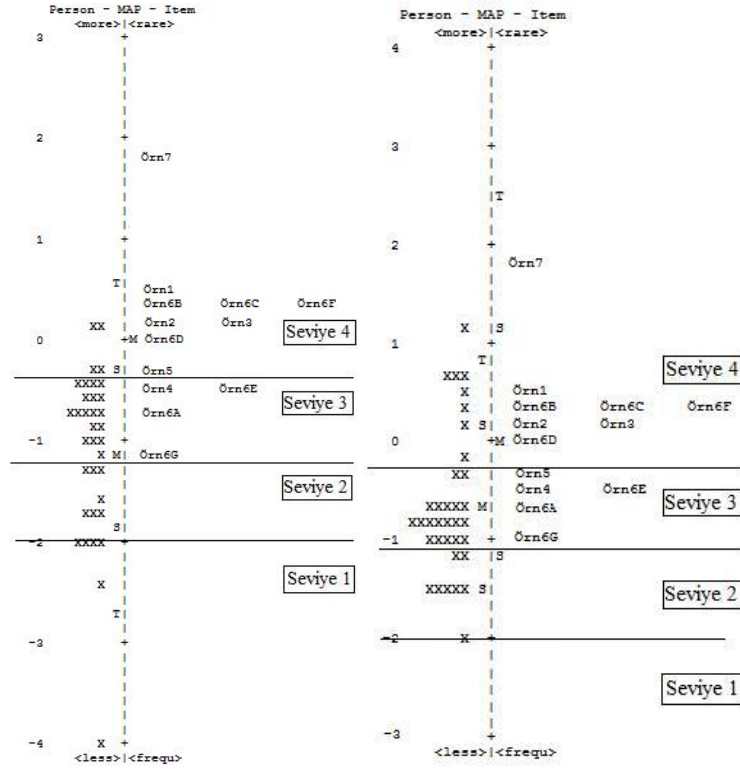 Person - MAP - Item
<more>|<rare>
3 +
2 +
Örn7
1 +
T| Örn1
Örn6B Örn6C Örn6F
XX | Örn2 Örn3
0 +M Örn6D
Seviye 4
XX S| Örn5
XXXX | Örn4 Örn6E
XXX |
Seviye 3
XXXXX | Örn6A
XX |
-1 XXX +
X M| Örn6G
XXX |
Seviye 2
X |
XXX |
S|
-2 XXXX +
Seviye 1
X |
T|
-3 +
-4 X +
<less>|<frequ>
Person - MAP - Item
<more>|<rare>
4 +
3 +
|T
2 +
Örn7
X |S
1 +
T|
Seviye 4
XXX |
X | Örn1
X | Örn6B Örn6C Örn6F
X S| Örn2 Örn3
0 +M Örn6D
X |
XX | Örn5
| Örn4 Örn6E
Seviye 3
XXXXX M| Örn6A
XXXXXXX |
-1 XXXXX + Örn6G
XX |S
XXXXX S|
Seviye 2
-2 X +
Seviye 1
-3 +
<less>|<frequ>